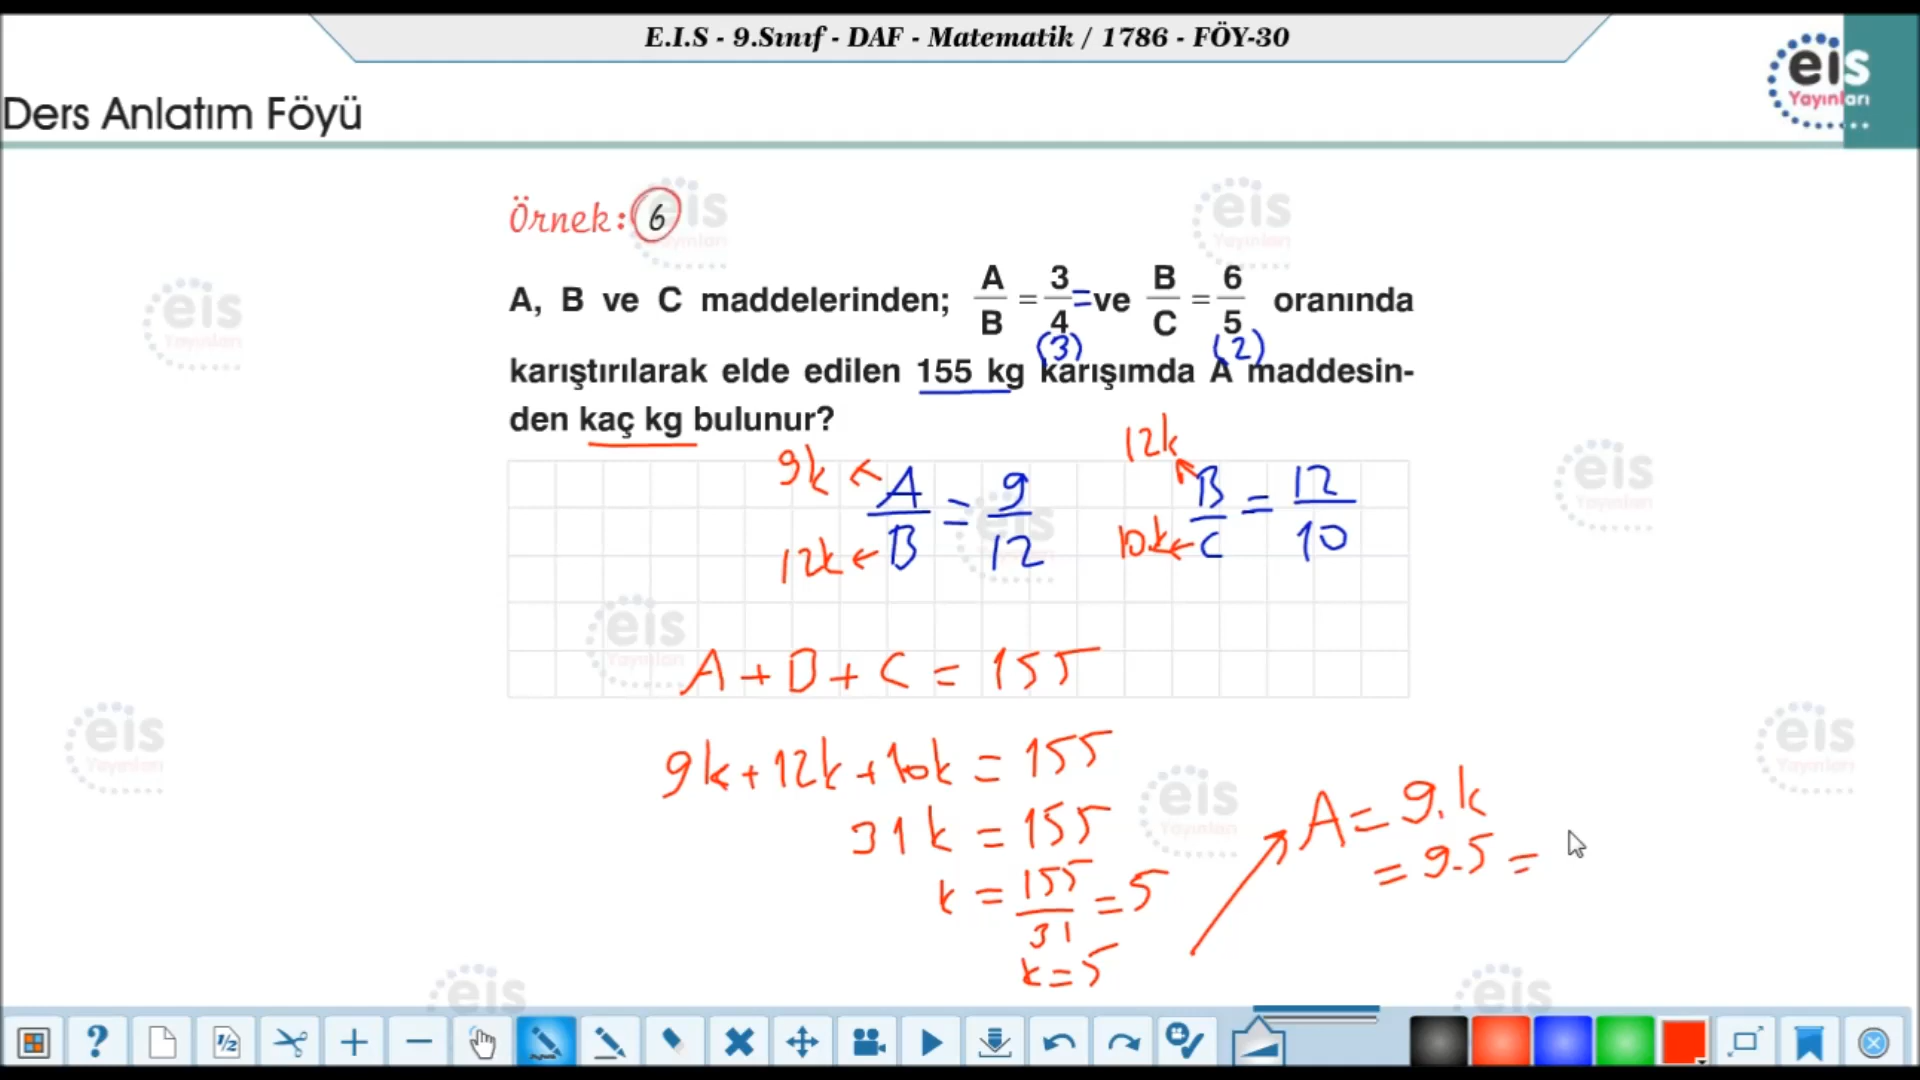 E.I.S - 9.Sınıf - DAF - Matematik / 1786 - FÖY-30
eis
Yayınları
Ders Anlatım Föyü
Örnek: 6
A, B ve C maddelerinden; A/B = 3/4 = ve B/C = 6/5 oranında
(3) (2)
karıştırılarak elde edilen 155 kg karışımda A maddesin-
den kaç kg bulunur?
9k ← A/B = 9/12 12k B/C = 12/10
12k ← 10k ←
A + B + C = 155
9k + 12k + 10k = 155
31k = 155
k = 155/31 = 5
k = 5
A = 9.k
= 9.5 =